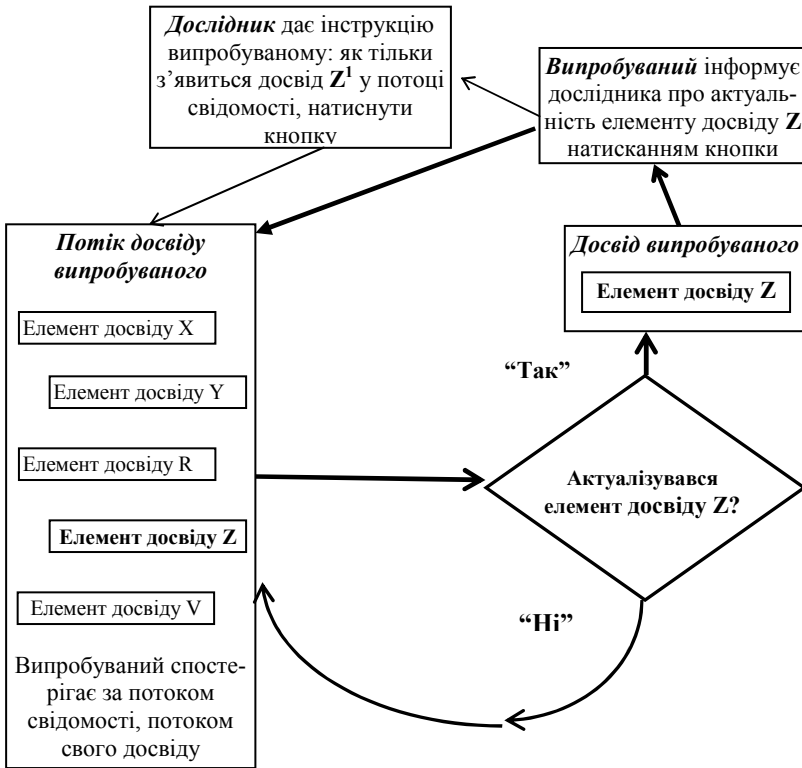 Дослідник дає інструкцію
випробуваному: як тільки
з’явиться досвід Z¹ у потоці
свідомості, натиснути
кнопку
Випробуваний інформує
дослідника про актуаль-
ність елементу досвіду Z
натисканням кнопки
Потік досвіду
випробуваного
Елемент досвіду X
Елемент досвіду Y
Елемент досвіду R
Елемент досвіду Z
Елемент досвіду V
Випробуваний спосте-
рігає за потоком
свідомості, потоком
свого досвіду
Досвід випробуваного
Елемент досвіду Z
“Так”
Актуалізувався
елемент досвіду Z?
“Ні”